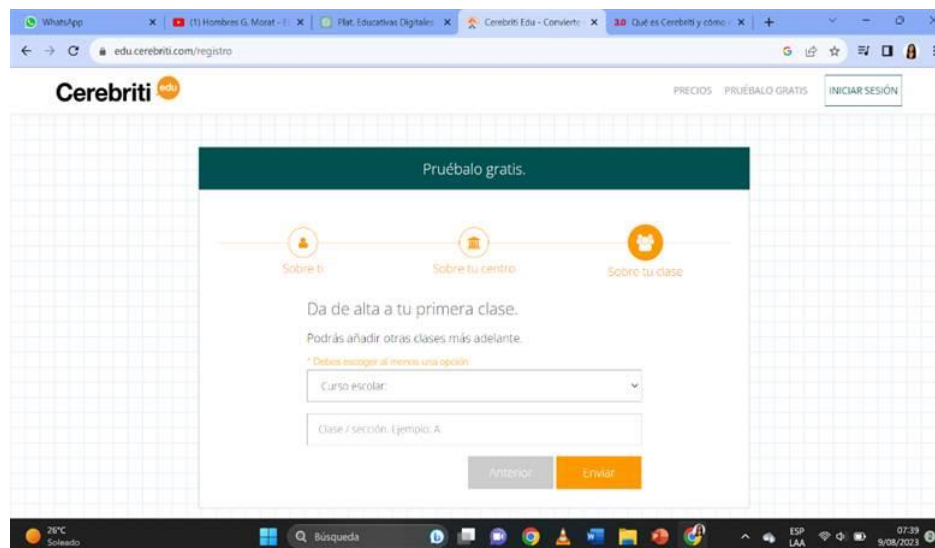 WhatsApp
(1) Hombres G, Morat - E
Plat. Educativas Digitales
Cerebriti Edu - Convierte
3.0 Qué es Cerebriti y cómo
edu.cerebriti.com/registro
Cerebriti edu
PRECIOS PRUÉBALO GRATIS INICIAR SESIÓN
Pruébalo gratis.
Sobre ti
Sobre tu centro
Sobre tu clase
Da de alta a tu primera clase.
Podrás añadir otras clases más adelante.
* Debes escoger al menos una opción
Curso escolar:
Clase / sección. Ejemplo: A
Anterior
Enviar
26°C
Soleado
Búsqueda
ESP
LAA
07:39
9/08/2023